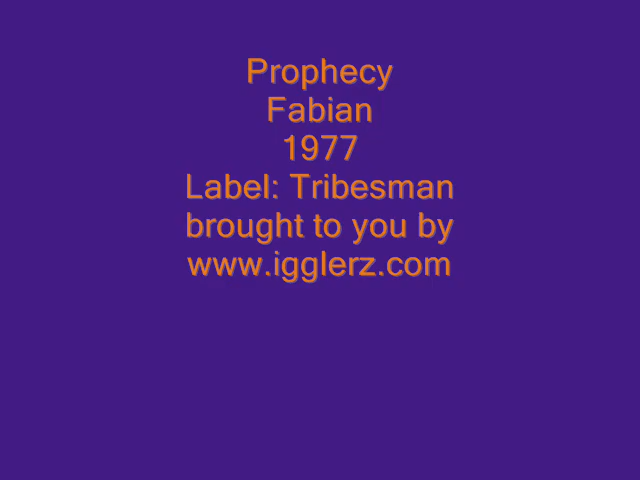 Prophecy
Fabian
1977
Label: Tribesman
brought to you by
www.igglerz.com